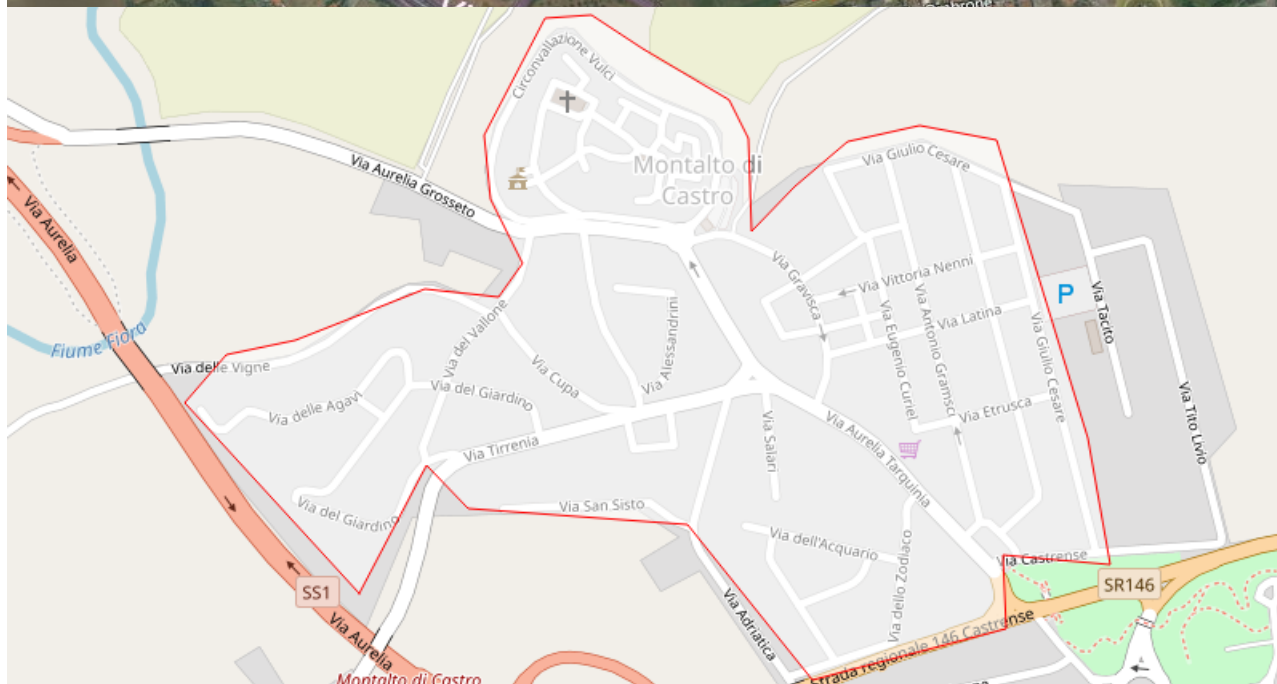 Circonvallazione Vulci
Montalto di
Castro
Via Giulio Cesare
Via Aurelia Grosseto
Via Aurelia
Via Gravisca
Via Vittoria Nenni
P
Via Tacito
Via Latina
Via Antonio Gramsci
Via Eugenio Curiel
Via Giulio Cesare
Fiume Fiora
Via del Vallone
Via Alessandrini
Via delle Vigne
Via Cupa
Via del Giardino
Via delle Agavi
Via Etrusca
Via Tito Livio
Via Salari
Via Aurelia Tarquinia
Via Tirrenia
Via del Giardino
Via San Sisto
Via dell'Acquario
Via dello Zodiaco
Via Castrense
SS1
SR146
Via Adriatica
Via Aurelia
Strada regionale 146 Castrense
Montalto di Castro